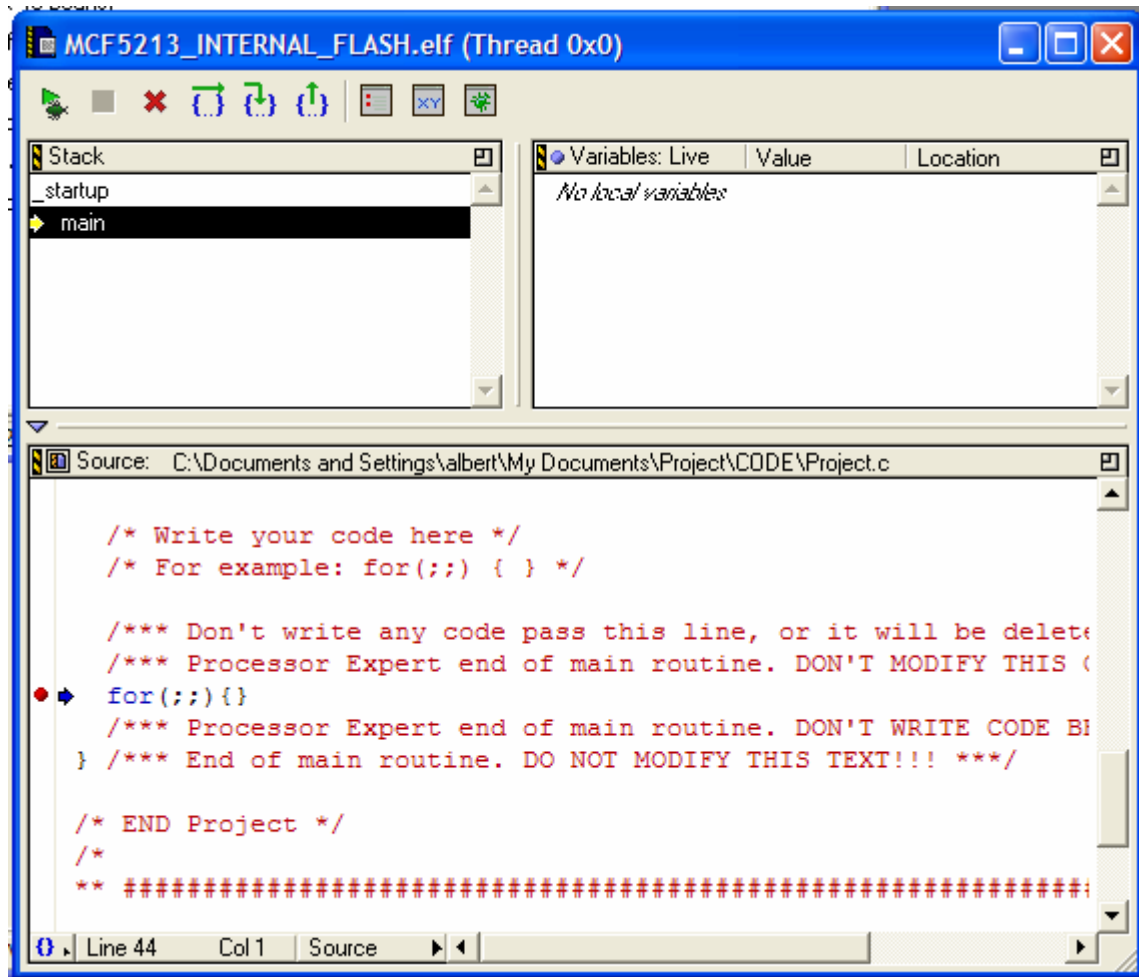 MCF5213_INTERNAL_FLASH.elf (Thread 0x0)
Stack
Variables: Live Value Location
_startup
No local variables
main
Source: C:\Documents and Settings\albert\My Documents\Project\CODE\Project.c
/* Write your code here */
/* For example: for(;;) { } */
/*** Don't write any code pass this line, or it will be delete
/*** Processor Expert end of main routine. DON'T MODIFY THIS C
for(;;){}
/*** Processor Expert end of main routine. DON'T WRITE CODE BE
} /*** End of main routine. DO NOT MODIFY THIS TEXT!!! ***/
/* END Project */
/*
** ############################################################
Line 44 Col 1 Source